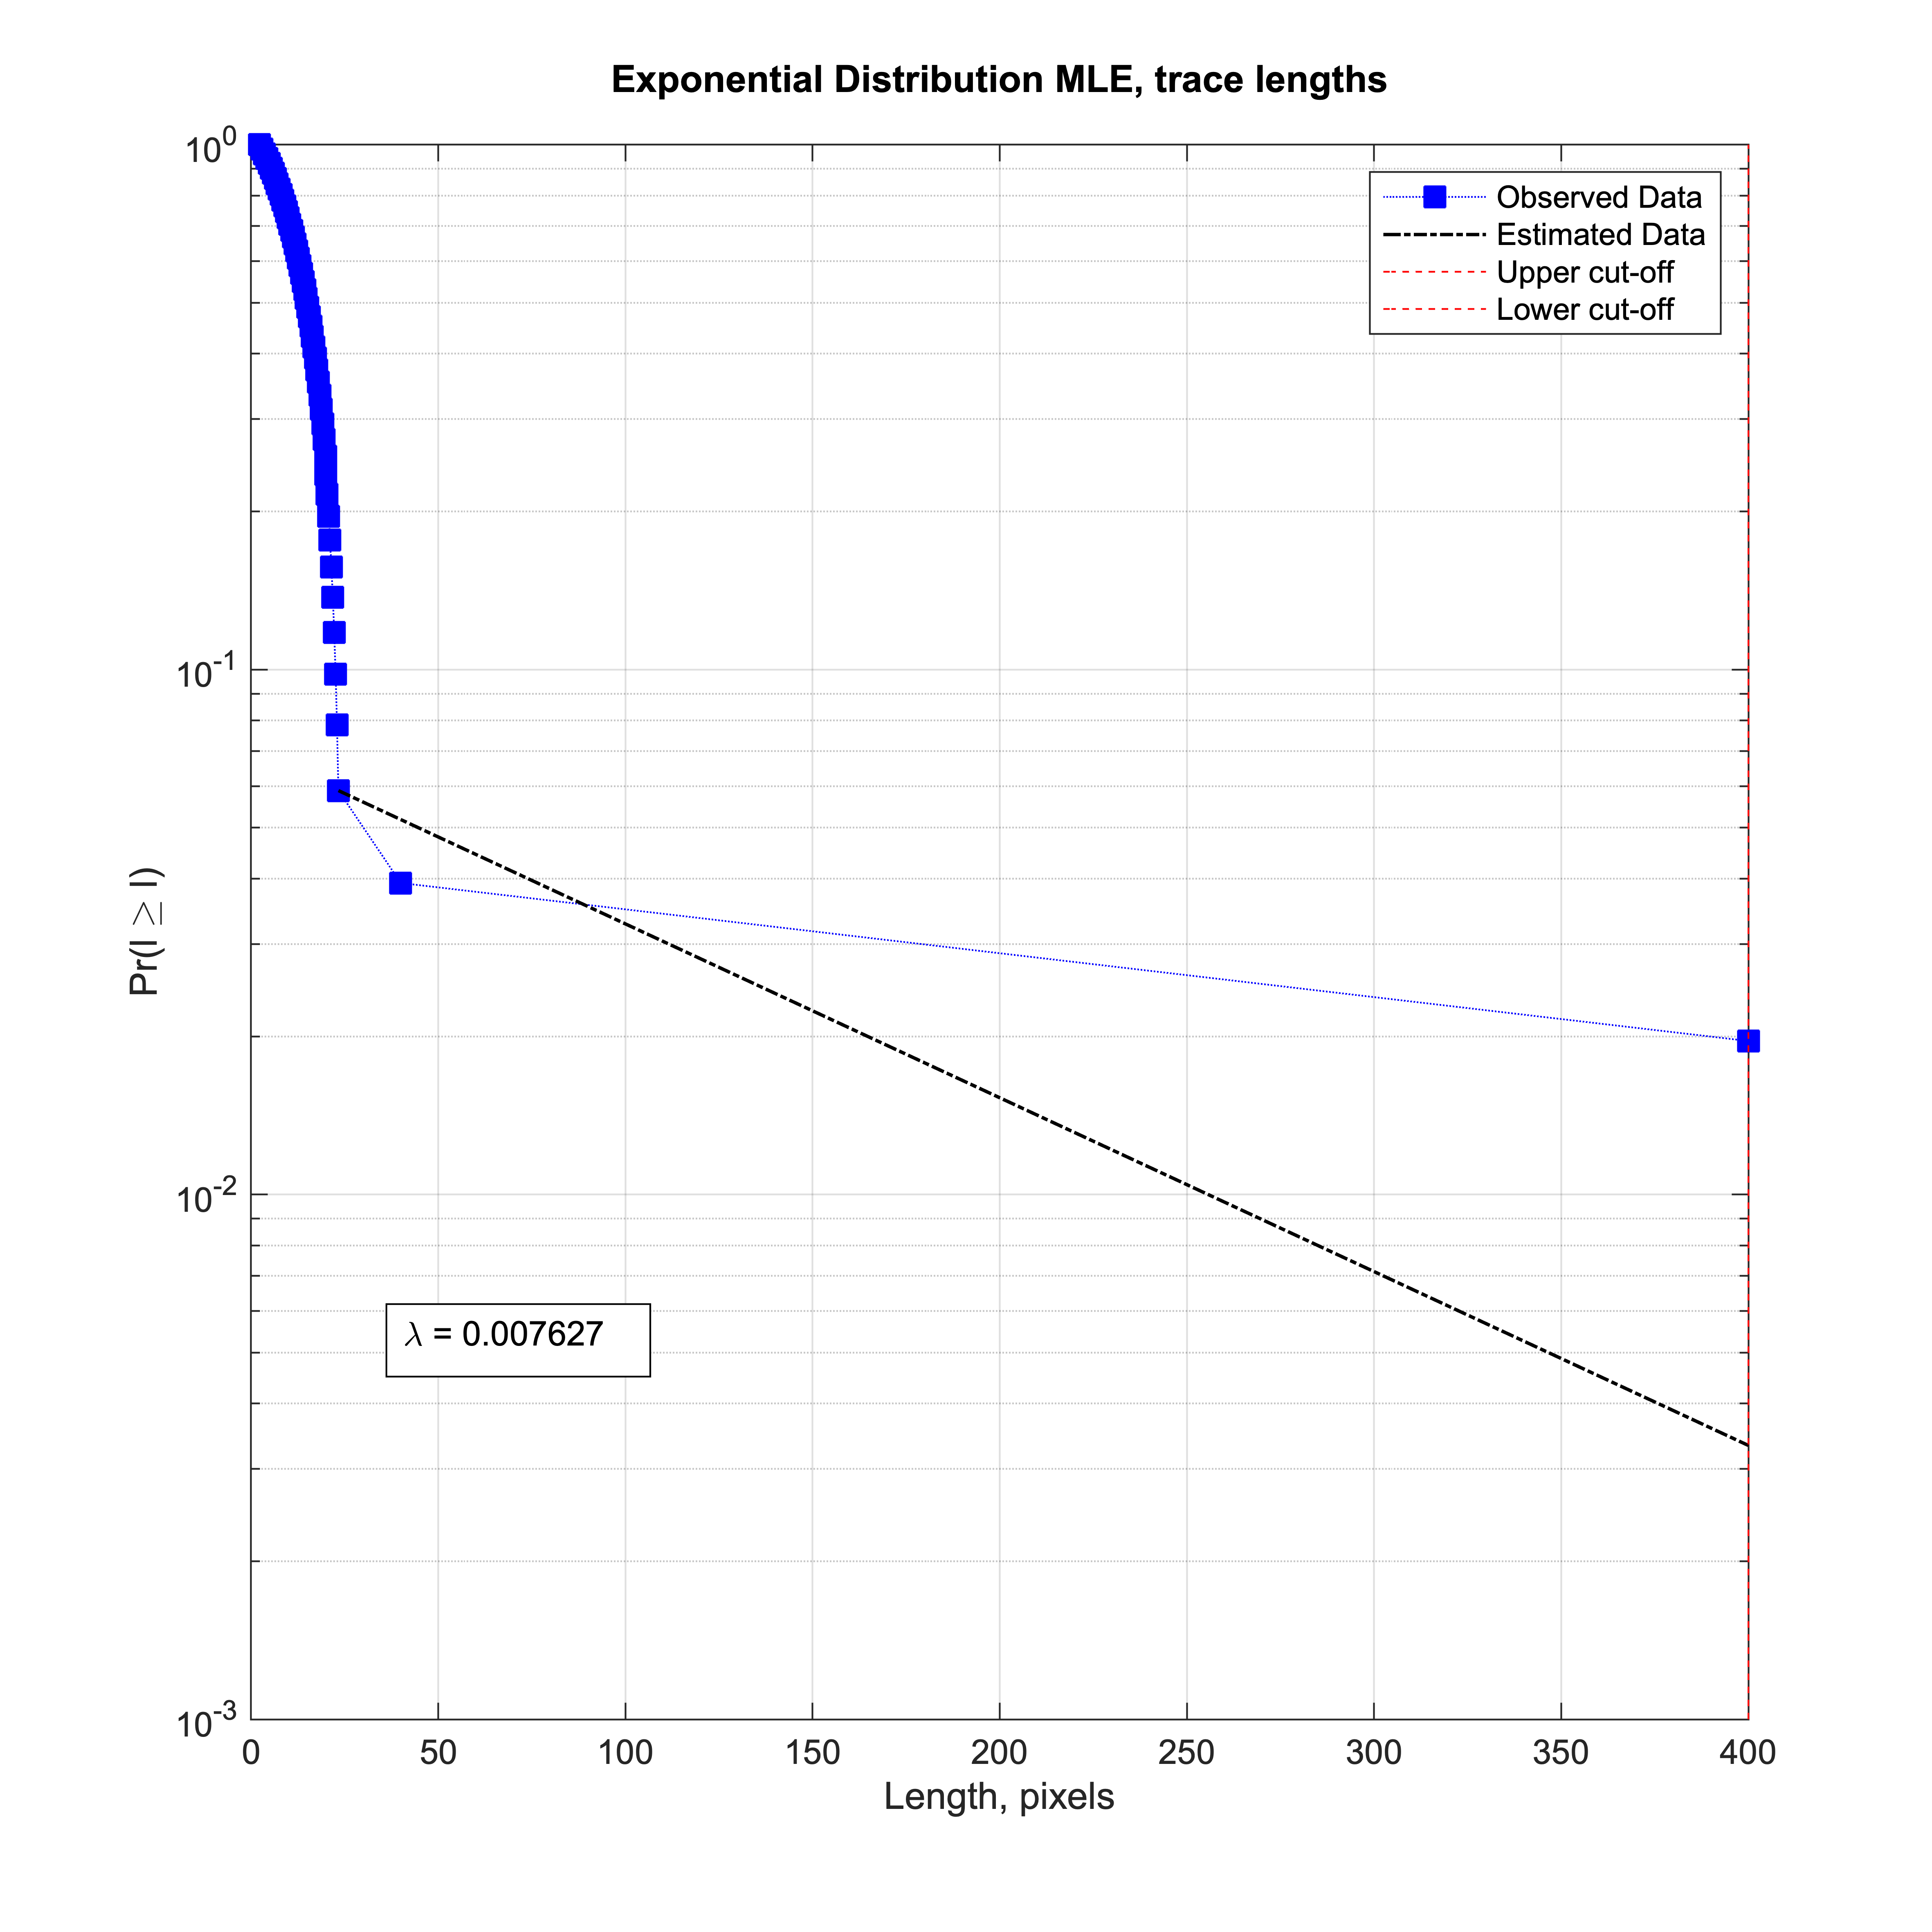 Exponential Distribution MLE, trace lengths
10^0
10^-1
10^-2
10^-3
Pr(l ≥ l)
Observed Data
Estimated Data
Upper cut-off
Lower cut-off
λ = 0.007627
0 50 100 150 200 250 300 350 400
Length, pixels